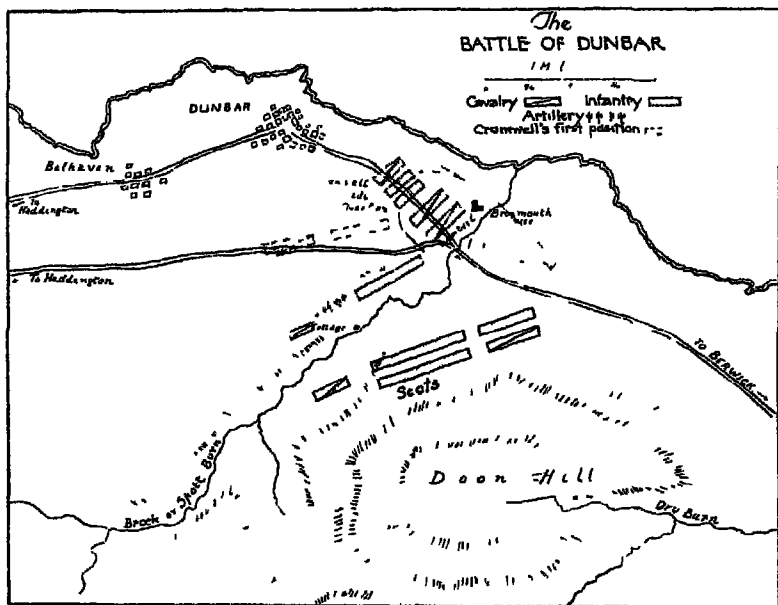 The
BATTLE OF DUNBAR
Cavalry Infantry
Artillery
Cromwell's first position
DUNBAR
Belhaven
To Haddington
Broxmouth
To Haddington
Cottage
TO BERWICK
Scots
Doon Hill
Brock or Spott Burn
Dry Burn